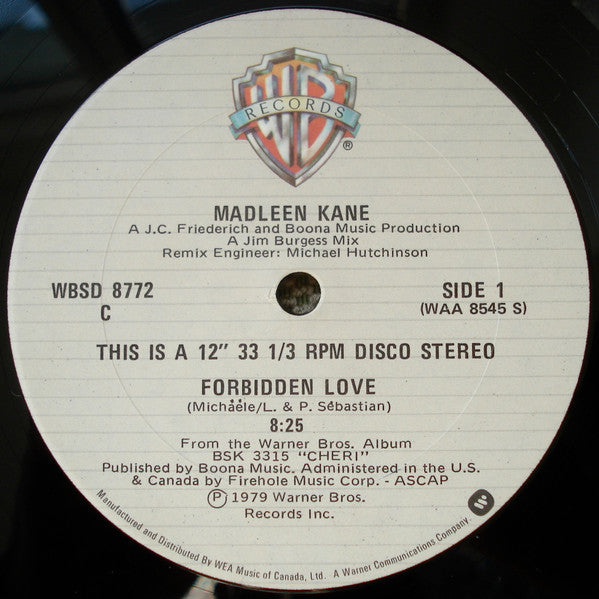 WB
RECORDS
®
MADLEEN KANE
A J.C. Friederich and Boona Music Production
A Jim Burgess Mix
Remix Engineer: Michael Hutchinson
WBSD 8772
C
SIDE 1
(WAA 8545 S)
THIS IS A 12" 33 1/3 RPM DISCO STEREO
FORBIDDEN LOVE
(Michaële/L. & P. Sëbastian)
8:25
From the Warner Bros. Album
BSK 3315 "CHERI"
Published by Boona Music. Administered in the U.S.
& Canada by Firehole Music Corp. - ASCAP
Ⓟ 1979 Warner Bros.
Records Inc.
Manufactured and Distributed By WEA Music of Canada, Ltd. A Warner Communications Company.